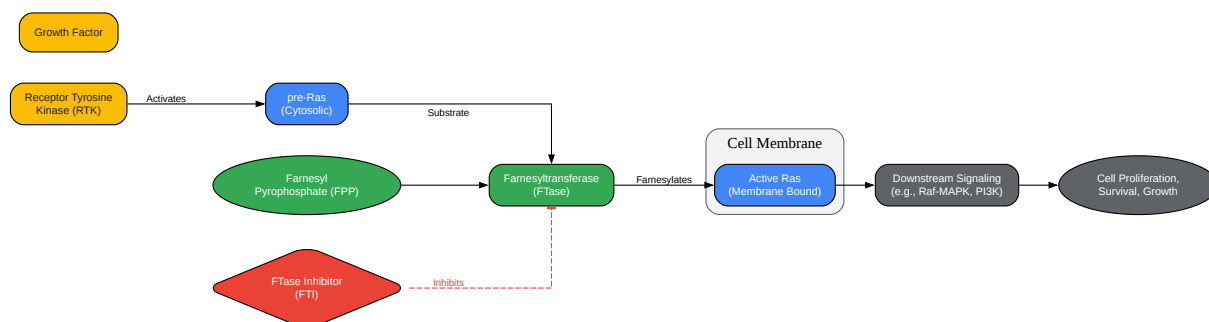 Growth Factor
Receptor Tyrosine
Kinase (RTK)
Activates
pre-Ras
(Cytosolic)
Substrate
Farnesyl
Pyrophosphate (FPP)
Farnesyltransferase
(FTase)
Farnesylates
Cell Membrane
Active Ras
(Membrane Bound)
Downstream Signaling
(e.g., Raf-MAPK, PI3K)
Cell Proliferation,
Survival, Growth
FTase Inhibitor
(FTI)
Inhibits